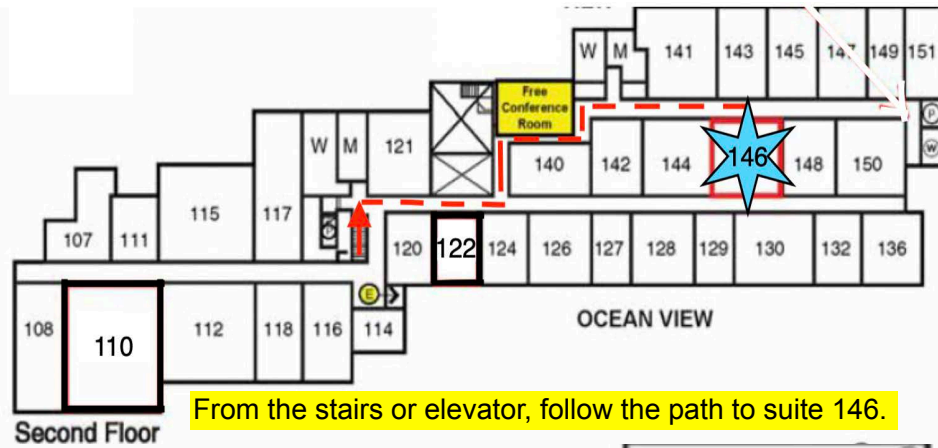 W M 141 143 145 147 149 151
Free
Conference
Room
P
W M 121 140 142 144 146 148 150 W
107 111 115 117 P
120 122 124 126 127 128 129 130 132 136
E
108 110 112 118 116 114
OCEAN VIEW
From the stairs or elevator, follow the path to suite 146.
Second Floor